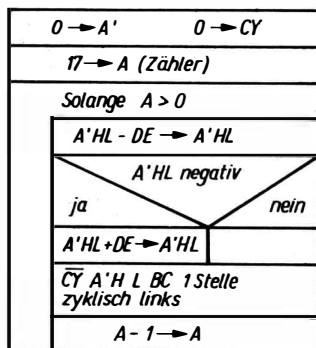 0 → A' 0 → CY
17 → A (Zähler)
Solange A > 0
A'HL - DE → A'HL
A'HL negativ
ja nein
A'HL+DE→A'HL
C̅Y̅ A'H L BC 1 Stelle
zyklisch links
A - 1 → A